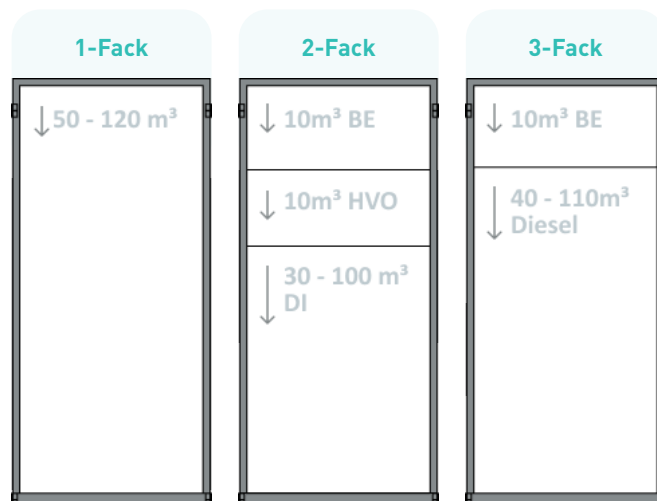 1-Fack
50 - 120 m³
2-Fack
10m³ BE
10m³ HVO
30 - 100 m³
DI
3-Fack
10m³ BE
40 - 110m³
Diesel